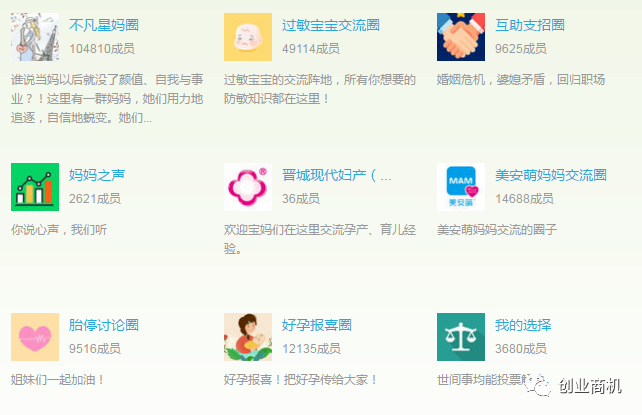 不凡星妈圈
104810成员
谁说当妈以后就没了颜值、自我与事
业？！这里有一群妈妈，她们用力地
追逐，自信地蜕变。她们...
过敏宝宝交流圈
49114成员
过敏宝宝的交流阵地，所有你想要的
防敏知识都在这里！
互助支招圈
9625成员
婚姻危机，婆媳矛盾，回归职场
妈妈之声
2621成员
你说心声，我们听
®
晋城现代妇产（...
36成员
欢迎宝妈们在这里交流孕产、育儿经
验。
MAM
美安萌
美安萌妈妈交流圈
14688成员
美安萌妈妈交流的圈子
胎停讨论圈
9516成员
姐妹们一起加油！
好孕报喜圈
12135成员
好孕报喜！把好孕传给大家！
我的选择
3680成员
世间事均能投票
创业商机